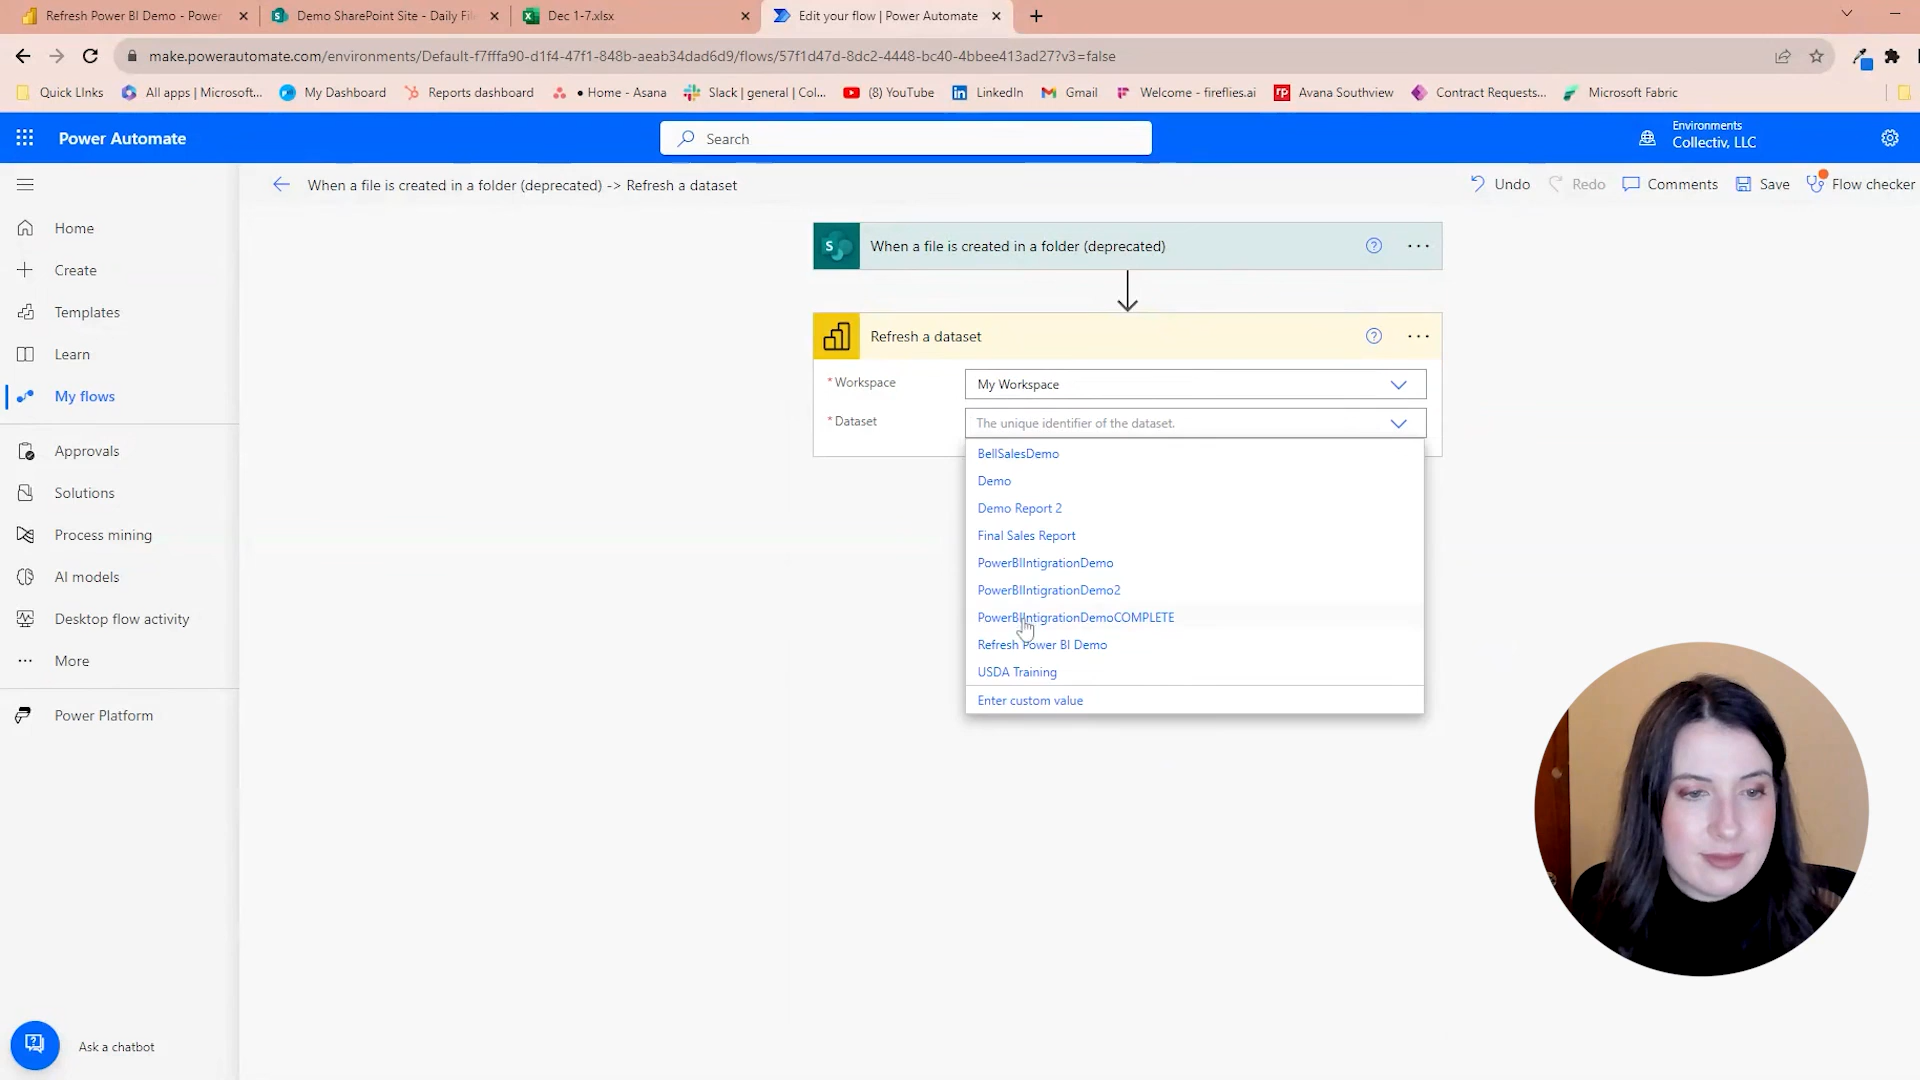 Refresh Power BI Demo - Power
Demo SharePoint Site - Daily Fil
Dec 1-7.xlsx
Edit your flow | Power Automate
make.powerautomate.com/environments/Default-f7fffa90-d1f4-47f1-848b-aeab34dad6d9/flows/57f1d47d-8dc2-4448-bc40-4bbee413ad27?v3=false
Quick LInks
All apps | Microsoft...
My Dashboard
Reports dashboard
• Home - Asana
Slack | general | Col...
(8) YouTube
LinkedIn
Gmail
Welcome - fireflies.ai
Avana Southview
Contract Requests...
Microsoft Fabric
Power Automate
Search
Environments
Collectiv, LLC
When a file is created in a folder (deprecated) -> Refresh a dataset
Undo
Redo
Comments
Save
Flow checker
Home
Create
Templates
Learn
My flows
Approvals
Solutions
Process mining
AI models
Desktop flow activity
More
Power Platform
Ask a chatbot
When a file is created in a folder (deprecated)
Refresh a dataset
* Workspace
My Workspace
* Dataset
The unique identifier of the dataset.
BellSalesDemo
Demo
Demo Report 2
Final Sales Report
PowerBIIntigrationDemo
PowerBIIntigrationDemo2
PowerBIIntigrationDemoCOMPLETE
Refresh Power BI Demo
USDA Training
Enter custom value